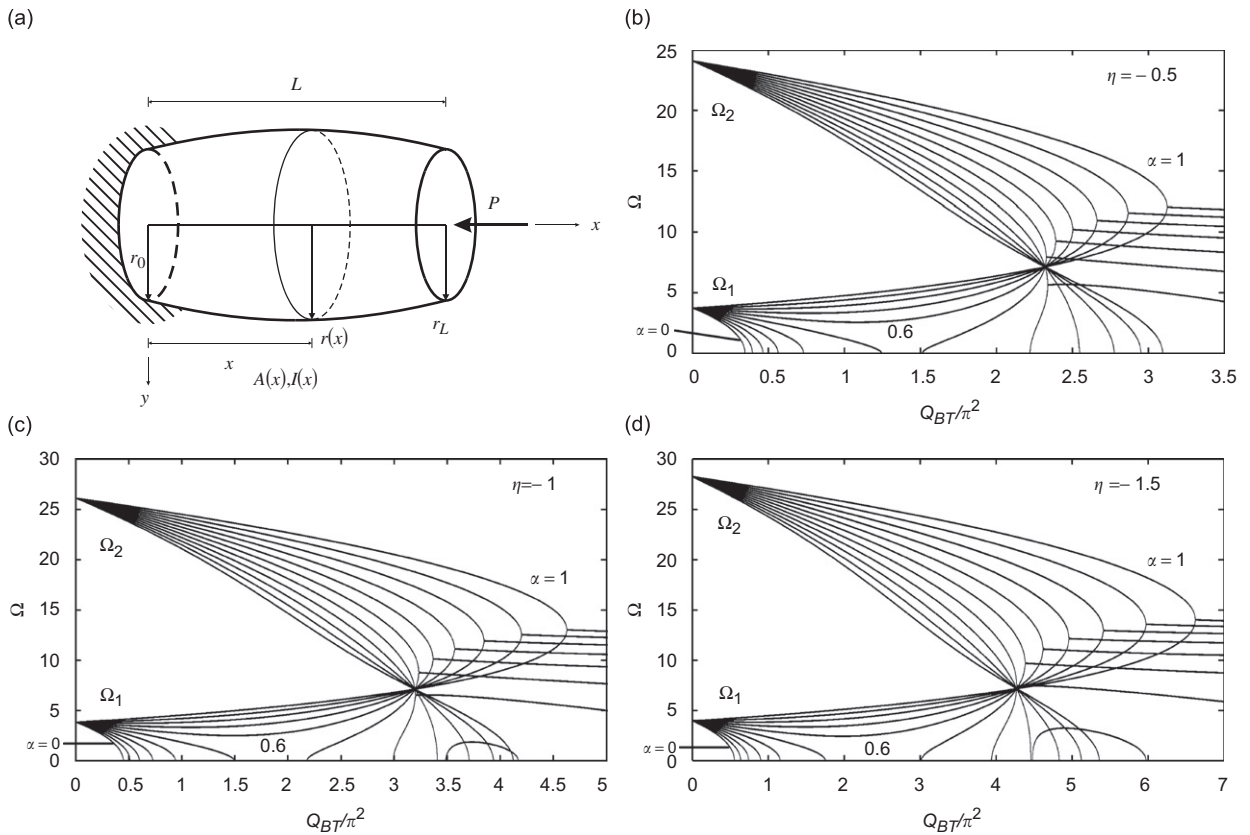 (a)
L
P
x
r0
rL
r(x)
x
A(x),I(x)
y
(b)
25
20
15
10
5
0
Ω
η = − 0.5
Ω2
α = 1
Ω1
α = 0
0.6
0 0.5 1 1.5 2 2.5 3 3.5
QBT/π²
(c)
30
25
20
15
10
5
0
Ω
η=− 1
Ω2
α = 1
Ω1
α = 0
0.6
0 0.5 1 1.5 2 2.5 3 3.5 4 4.5 5
QBT/π²
(d)
30
25
20
15
10
5
0
Ω
η = − 1.5
Ω2
α = 1
Ω1
α = 0
0.6
0 1 2 3 4 5 6 7
QBT/π²